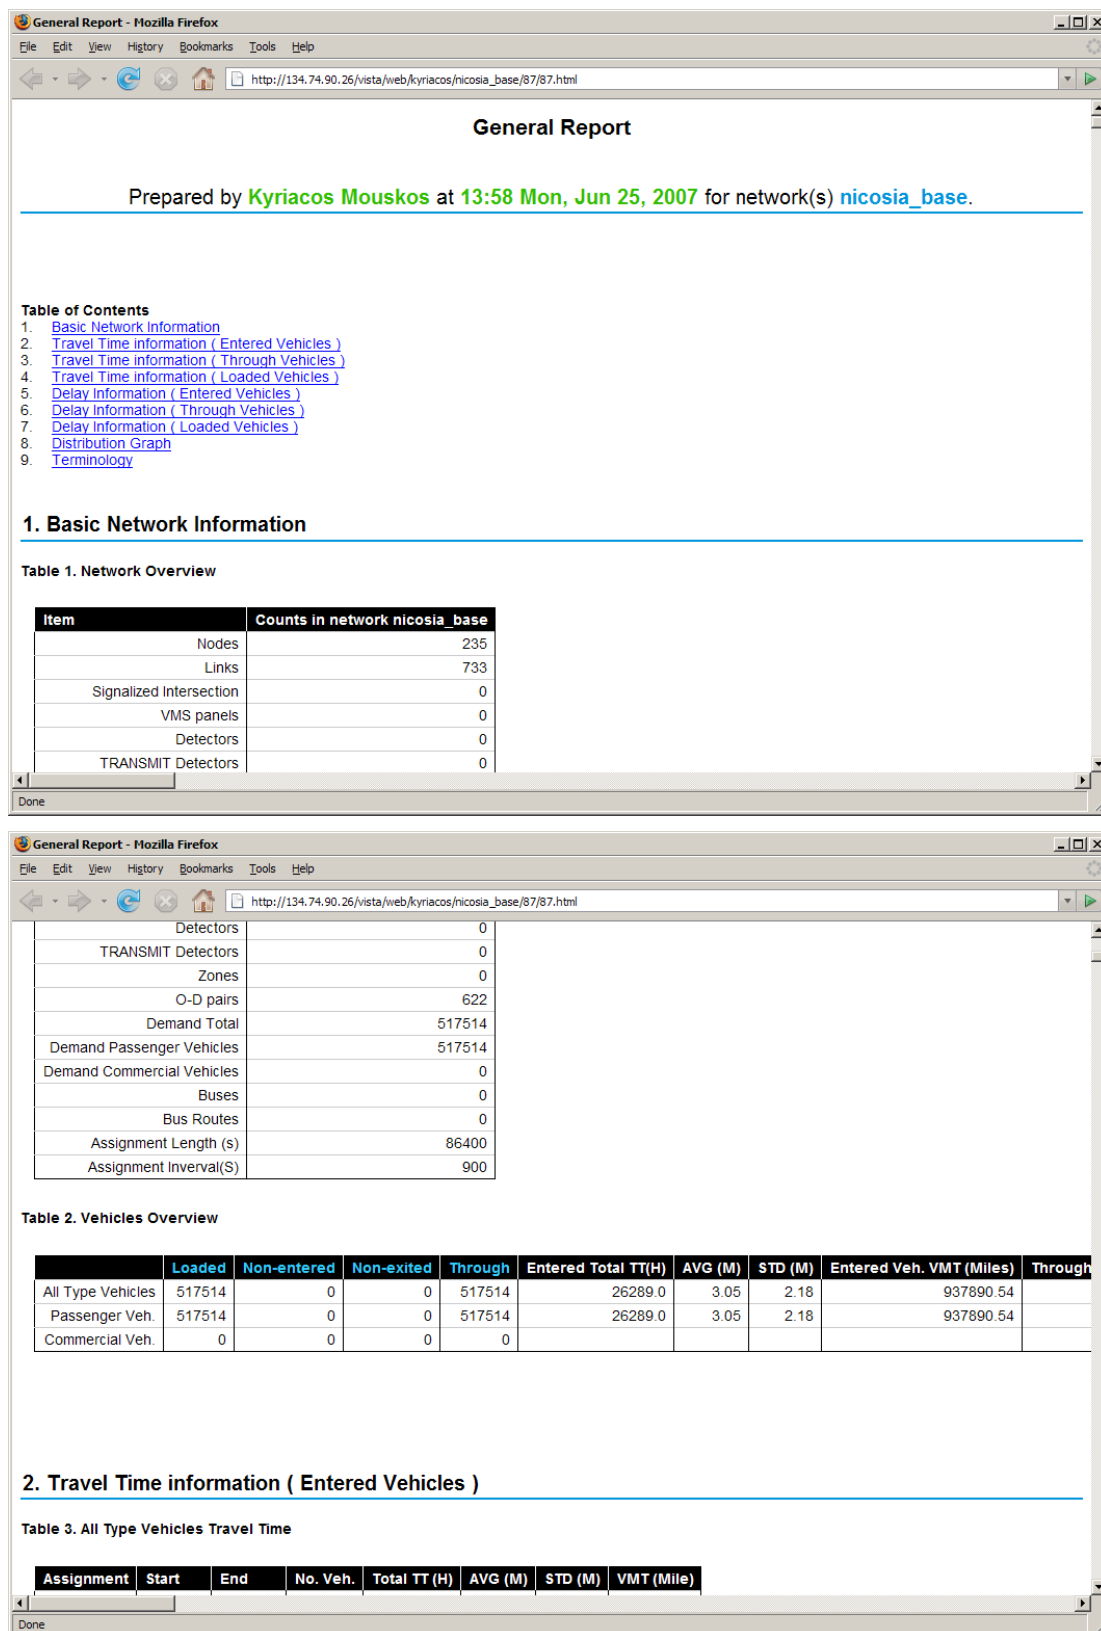 General Report - Mozilla Firefox
File Edit View History Bookmarks Tools Help
http://134.74.90.26/vista/web/kyriacos/nicosia_base/87/87.html
General Report
Prepared by Kyriacos Mouskos at 13:58 Mon, Jun 25, 2007 for network(s) nicosia_base.
Table of Contents
1. Basic Network Information
2. Travel Time information ( Entered Vehicles )
3. Travel Time information ( Through Vehicles )
4. Travel Time information ( Loaded Vehicles )
5. Delay Information ( Entered Vehicles )
6. Delay Information ( Through Vehicles )
7. Delay Information ( Loaded Vehicles )
8. Distribution Graph
9. Terminology
1. Basic Network Information
Table 1. Network Overview
Item Counts in network nicosia_base
Nodes 235
Links 733
Signalized Intersection 0
VMS panels 0
Detectors 0
TRANSMIT Detectors 0
Done
General Report - Mozilla Firefox
File Edit View History Bookmarks Tools Help
http://134.74.90.26/vista/web/kyriacos/nicosia_base/87/87.html
Detectors 0
TRANSMIT Detectors 0
Zones 0
O-D pairs 622
Demand Total 517514
Demand Passenger Vehicles 517514
Demand Commercial Vehicles 0
Buses 0
Bus Routes 0
Assignment Length (s) 86400
Assignment Inverval(S) 900
Table 2. Vehicles Overview
Loaded Non-entered Non-exited Through Entered Total TT(H) AVG (M) STD (M) Entered Veh. VMT (Miles) Through
All Type Vehicles 517514 0 0 517514 26289.0 3.05 2.18 937890.54
Passenger Veh. 517514 0 0 517514 26289.0 3.05 2.18 937890.54
Commercial Veh. 0 0 0 0
2. Travel Time information ( Entered Vehicles )
Table 3. All Type Vehicles Travel Time
Assignment Start End No. Veh. Total TT (H) AVG (M) STD (M) VMT (Mile)
Done